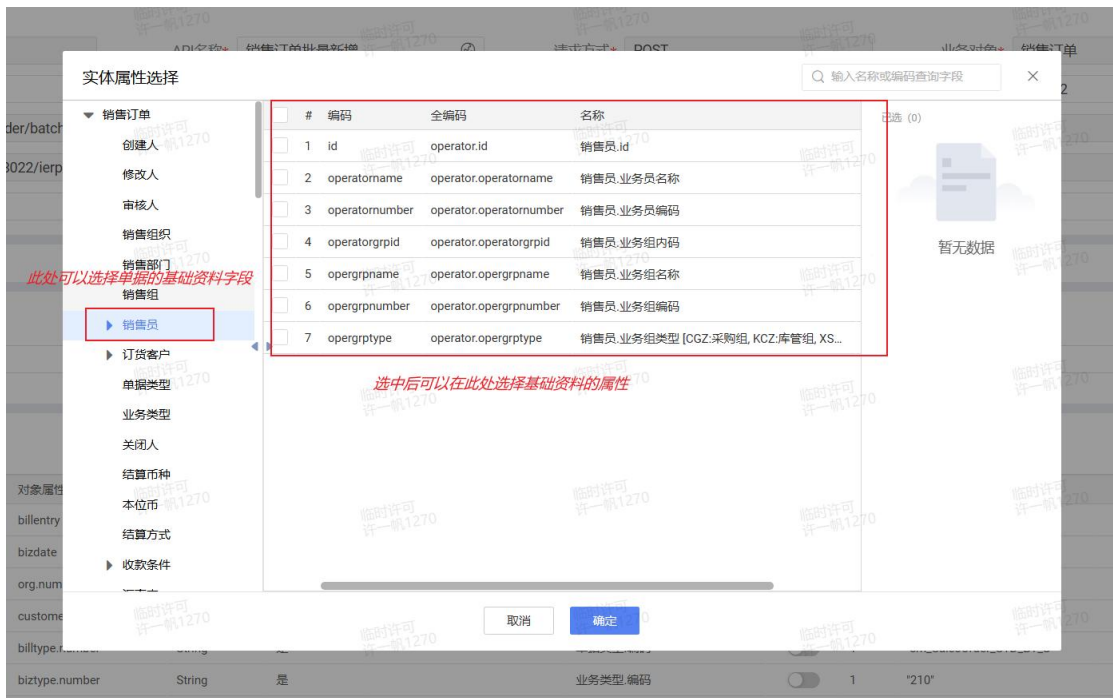 API名称* 销售订单批量新增 请求方式* POST 业务对象* 销售订单
实体属性选择
输入名称或编码查询字段
2
der/batch
3022/ierp
销售订单
创建人
修改人
审核人
销售组织
销售部门
此处可以选择单据的基础资料字段
销售组
销售员
订货客户
单据类型
业务类型
关闭人
结算币种
本位币
结算方式
收款条件
# 编码 全编码 名称
1 id operator.id 销售员.id
2 operatorname operator.operatorname 销售员.业务员名称
3 operatornumber operator.operatornumber 销售员.业务员编码
4 operatorgrpid operator.operatorgrpid 销售员.业务组内码
5 opergrpname operator.opergrpname 销售员.业务组名称
6 opergrpnumber operator.opergrpnumber 销售员.业务组编码
7 opergrptype operator.opergrptype 销售员.业务组类型 [CGZ:采购组, KCZ:库管组, XS...
选中后可以在此处选择基础资料的属性
已选 (0)
暂无数据
取消 确定
对象属性
billentry
bizdate
org.num
custome
biztype.number String 是 业务类型.编码 1 "210"
临时许可
许一帆1270